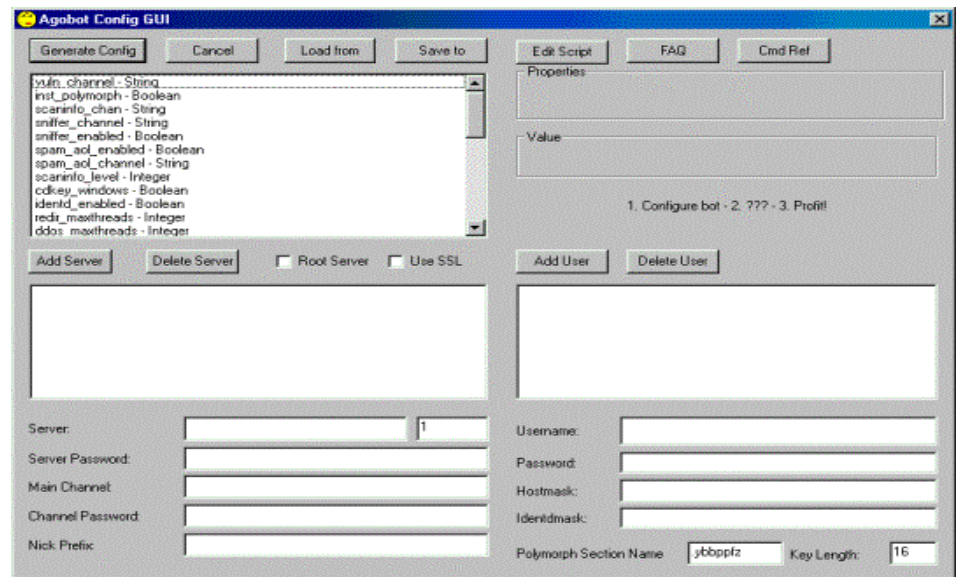 Agobot Config GUI
Generate Config
Cancel
Load from
Save to
Edit Script
FAQ
Cmd Ref
vuln_channel - String
inst_polymorph - Boolean
scaninfo_chan - String
sniffer_channel - String
sniffer_enabled - Boolean
spam_aol_enabled - Boolean
spam_aol_channel - String
scaninfo_level - Integer
cdkey_windows - Boolean
identd_enabled - Boolean
redir_maxthreads - Integer
ddos_maxthreads - Integer
Properties
Value
1. Configure bot - 2. ??? - 3. Profit!
Add Server
Delete Server
Root Server
Use SSL
Add User
Delete User
Server:
1
Server Password:
Main Channel:
Channel Password:
Nick Prefix:
Username:
Password:
Hostmask:
Identdmask:
Polymorph Section Name
ybbppfz
Key Length:
16